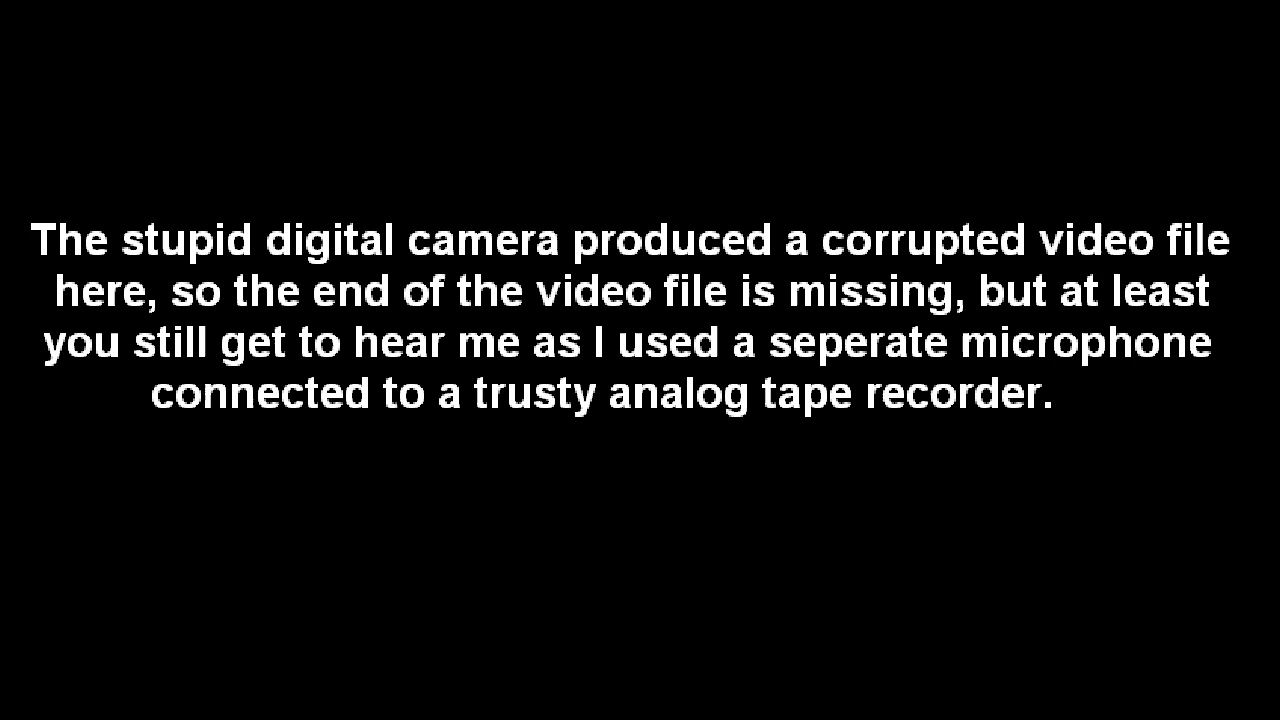 The stupid digital camera produced a corrupted video file
here, so the end of the video file is missing, but at least
you still get to hear me as I used a seperate microphone
connected to a trusty analog tape recorder.